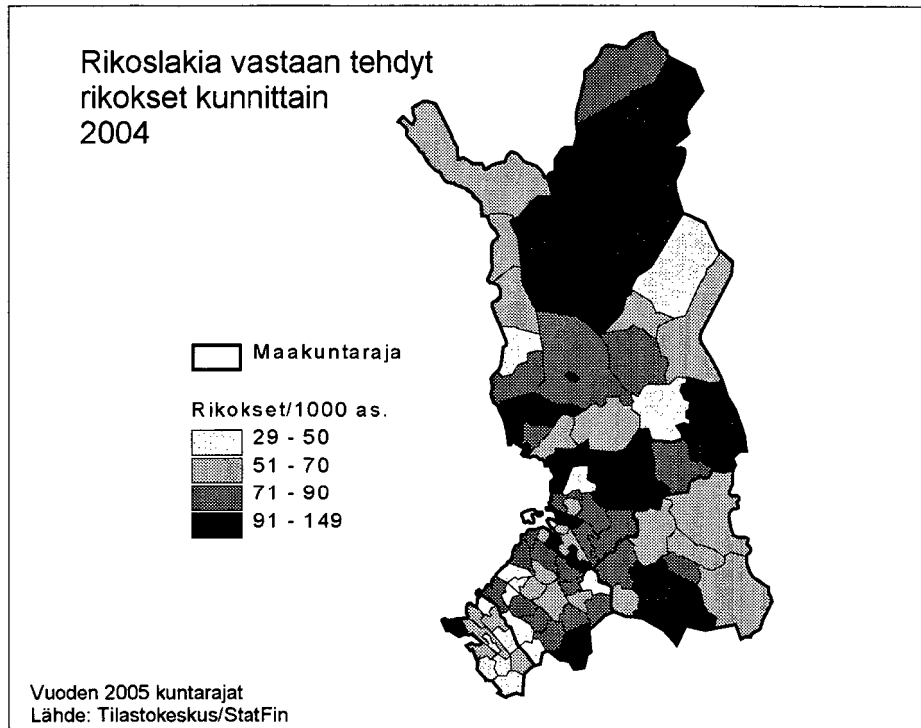 Rikoslakia vastaan tehdyt
rikokset kunnittain
2004
Maakuntaraja
Rikokset/1000 as.
29 - 50
51 - 70
71 - 90
91 - 149
Vuoden 2005 kuntarajat
Lähde: Tilastokeskus/StatFin